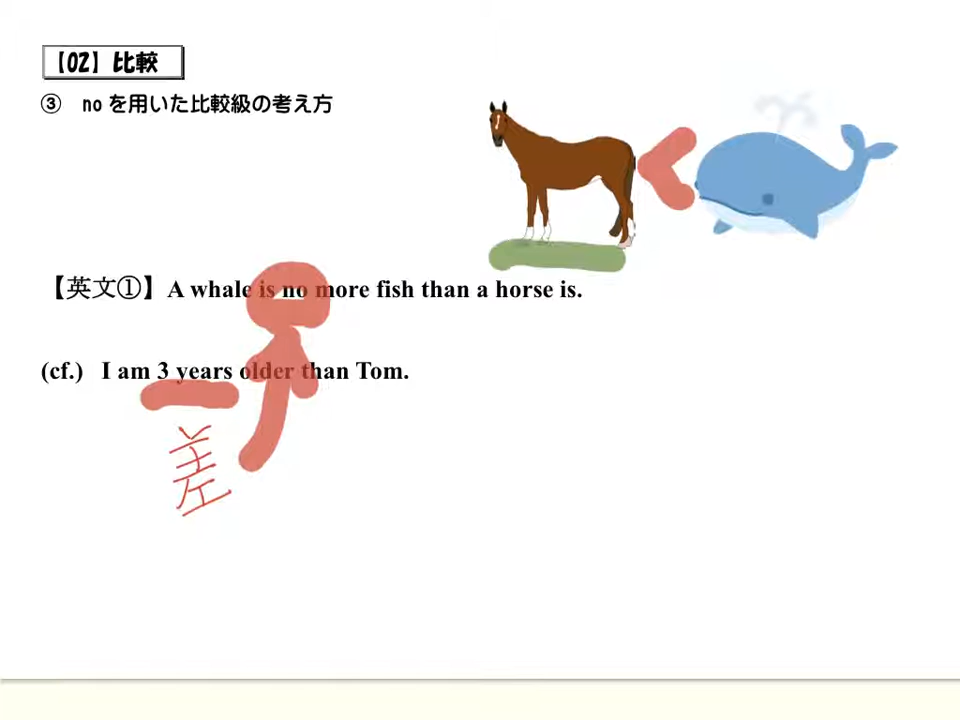 【02】比較
③ noを用いた比較級の考え方
【英文①】A whale is no more fish than a horse is.
(cf.) I am 3 years older than Tom.
差